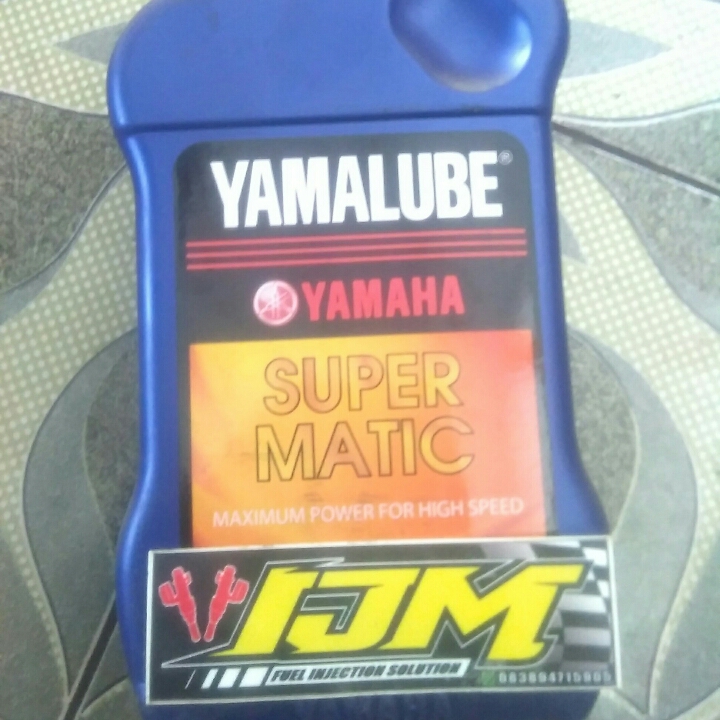 YAMALUBE®
YAMAHA
SUPER
MATIC
MAXIMUM POWER FOR HIGH SPEED
IJM
FUEL INJECTION SOLUTION